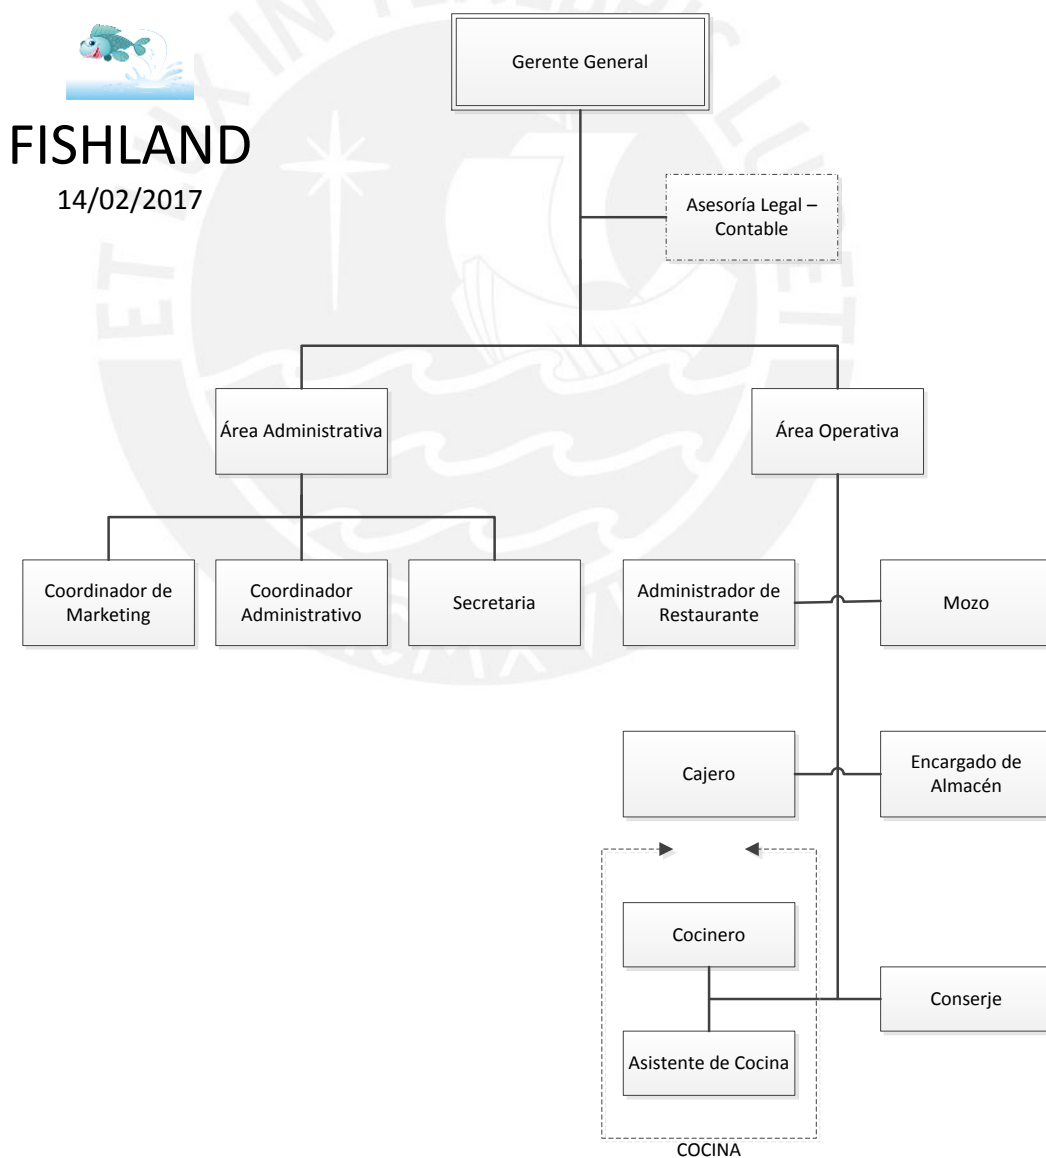 Gerente General
FISHLAND
14/02/2017
Asesoría Legal –
Contable
Área Administrativa
Área Operativa
Coordinador de
Marketing
Coordinador
Administrativo
Secretaria
Administrador de
Restaurante
Mozo
Cajero
Encargado de
Almacén
Cocinero
Conserje
Asistente de Cocina
COCINA